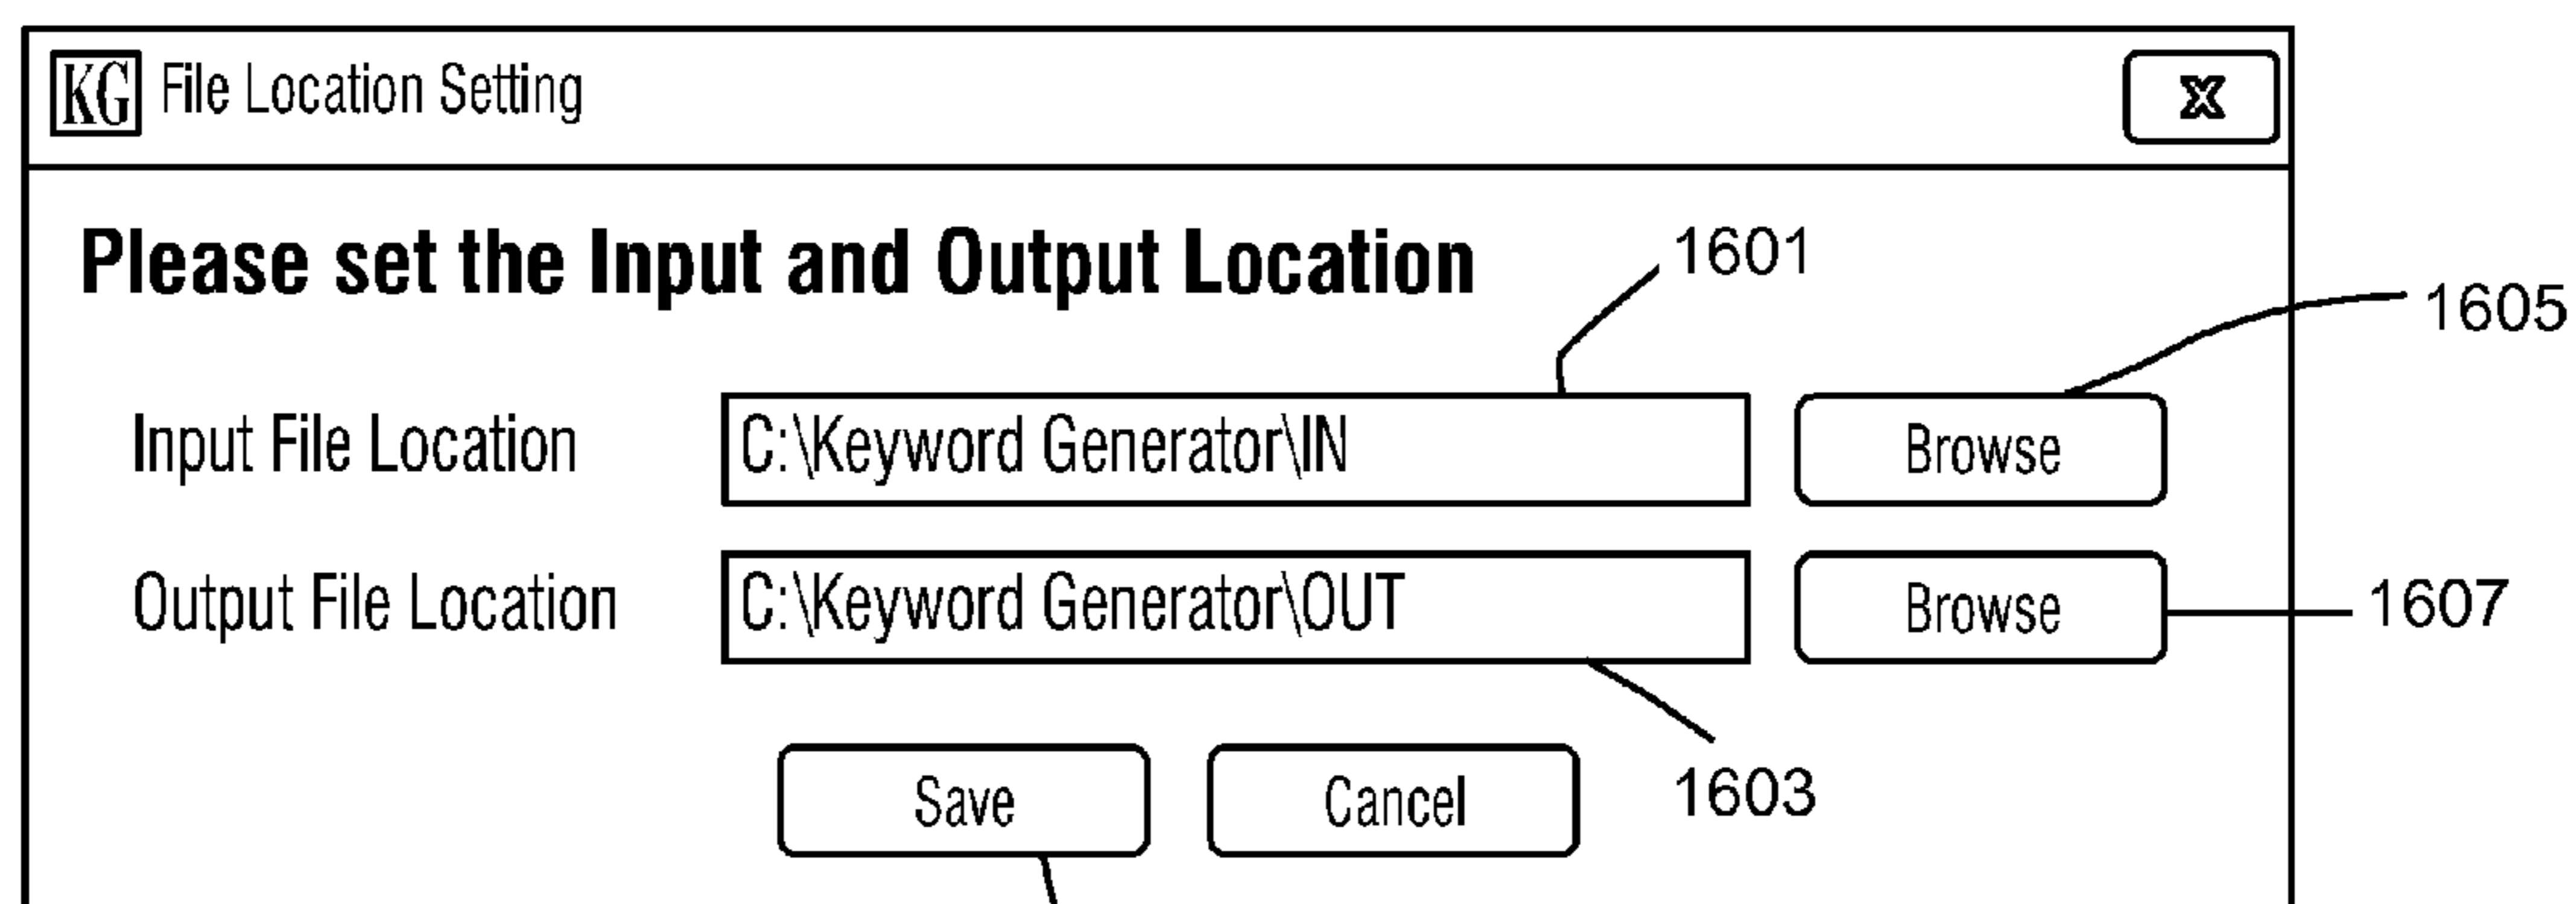 KG File Location Setting X
Please set the Input and Output Location
1601
1605
Input File Location C:\Keyword Generator\IN Browse
Output File Location C:\Keyword Generator\OUT Browse
1607
Save Cancel
1603